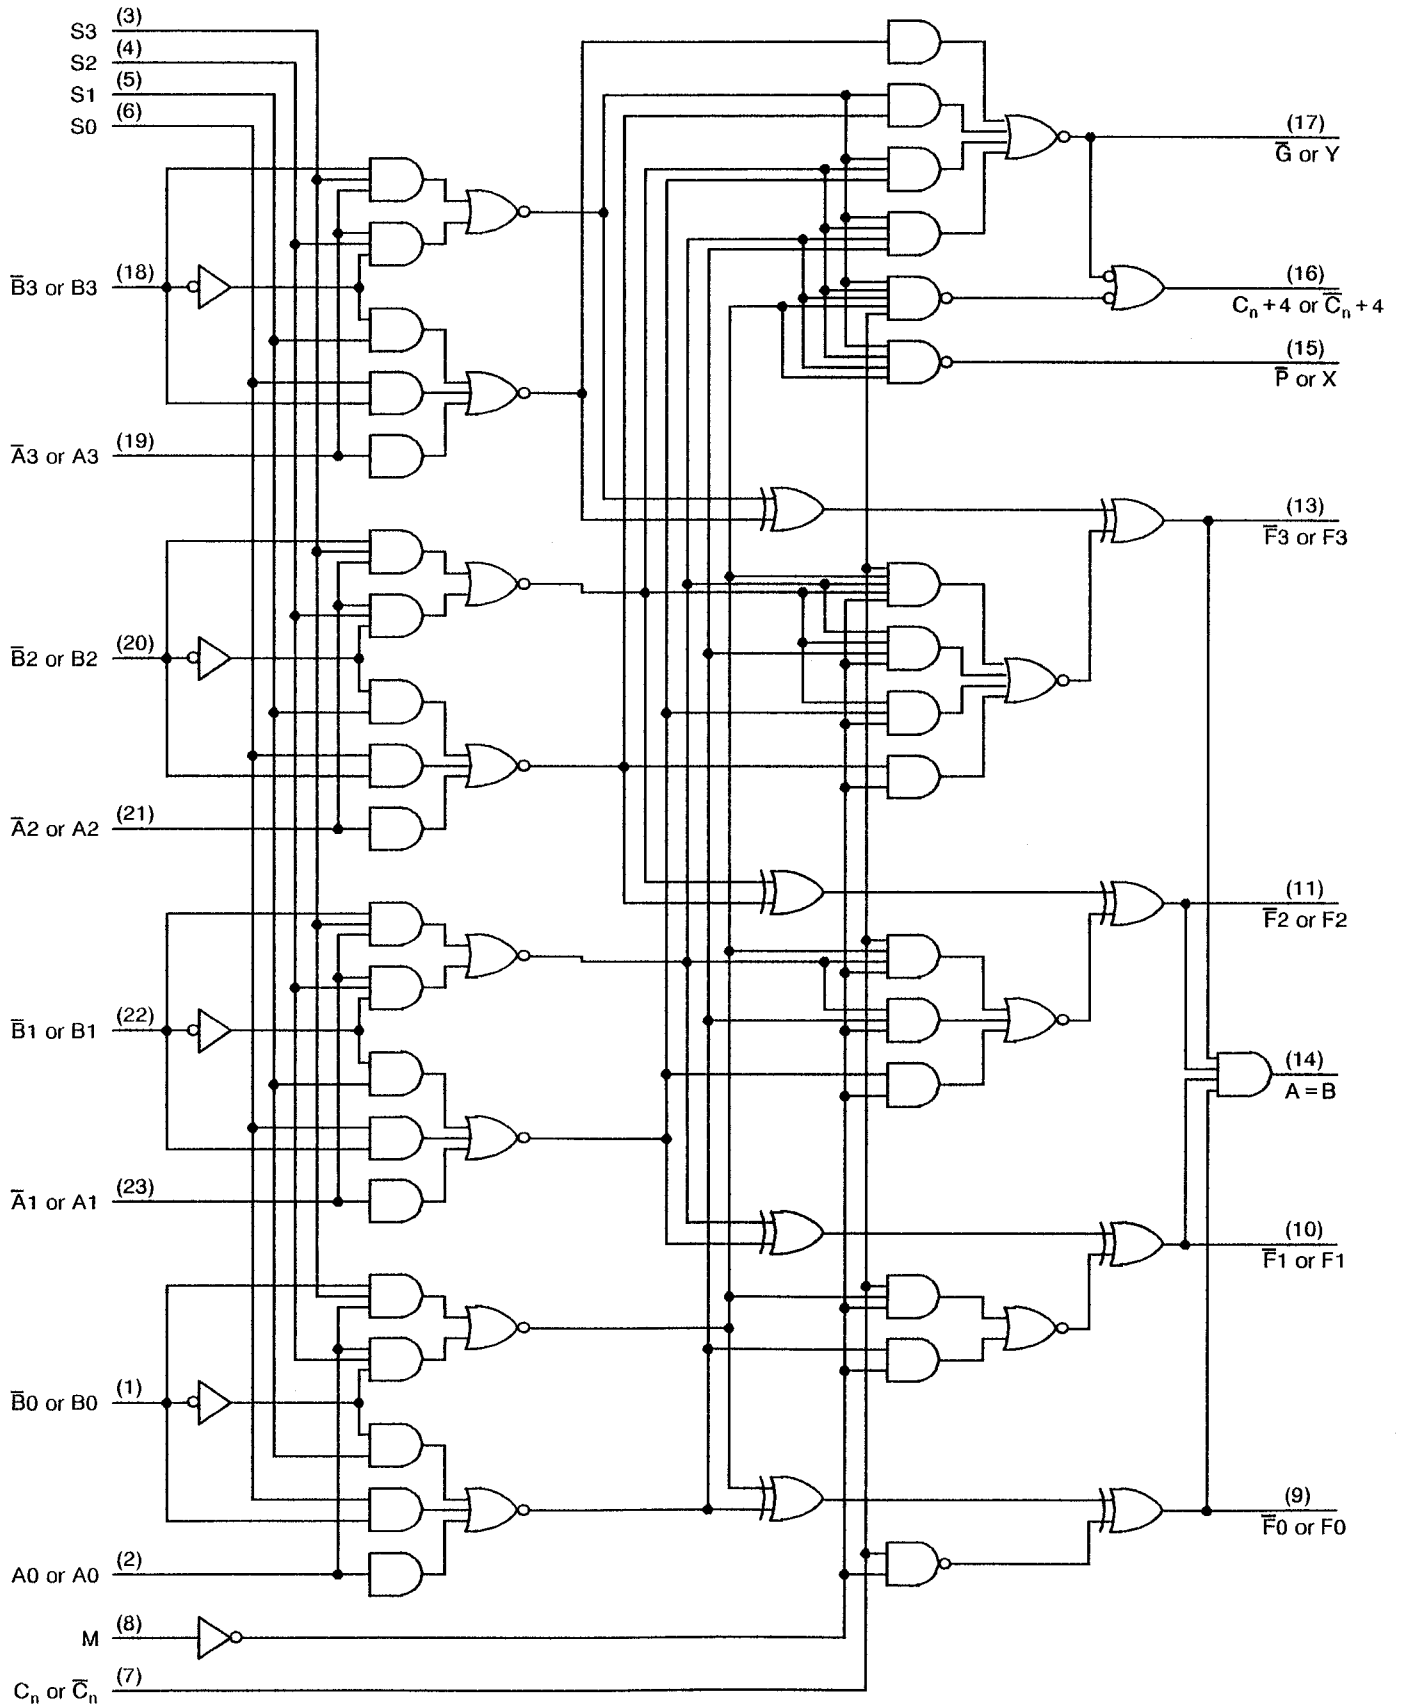 S3 (3)
S2 (4)
S1 (5)
S0 (6)
(17)
G̅ or Y
B̅3 or B3 (18)
(16)
Cₙ+4 or C̅ₙ+4
(15)
P̅ or X
A̅3 or A3 (19)
(13)
F̅3 or F3
B̅2 or B2 (20)
A̅2 or A2 (21)
(11)
F̅2 or F2
B̅1 or B1 (22)
(14)
A=B
A̅1 or A1 (23)
(10)
F̅1 or F1
B̅0 or B0 (1)
(9)
F̅0 or F0
A0 or A0 (2)
M (8)
Cₙ or C̅ₙ (7)